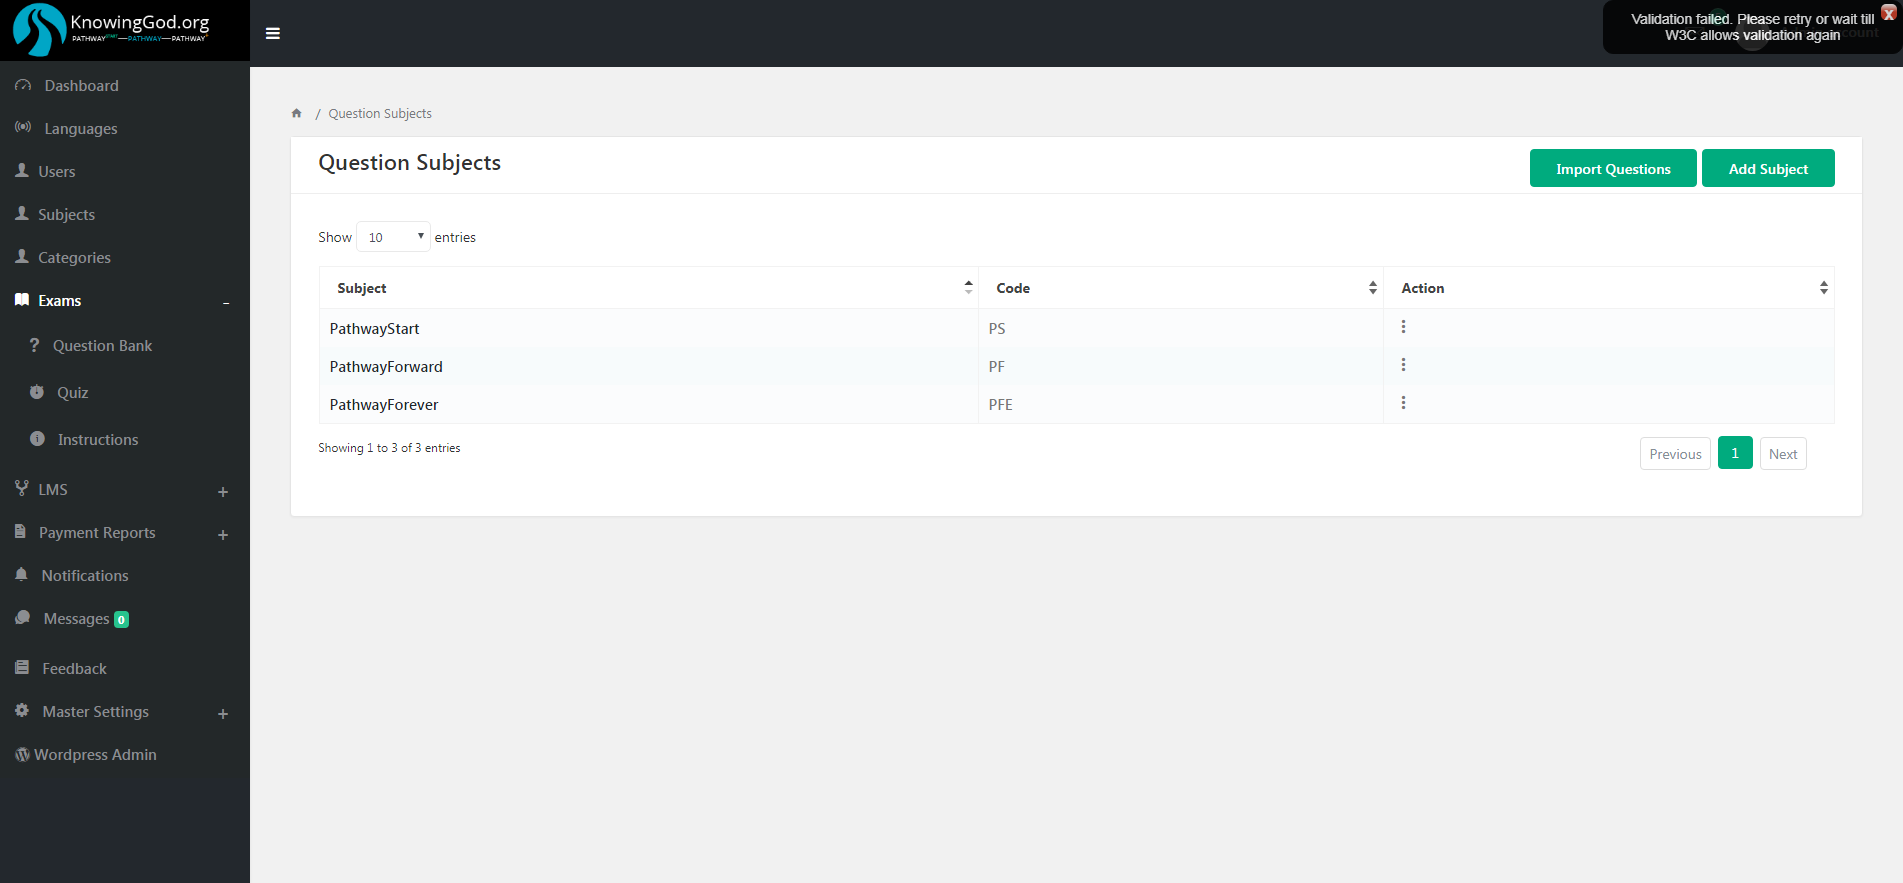 KnowingGod.org
PATHWAYSTART—PATHWAY—PATHWAY
Validation failed. Please retry or wait till
W3C allows validation again
Dashboard
Languages
Users
Subjects
Categories
Exams
Question Bank
Quiz
Instructions
LMS
Payment Reports
Notifications
Messages 0
Feedback
Master Settings
Wordpress Admin
/ Question Subjects
Question Subjects
Import Questions Add Subject
Show 10 entries
Subject Code Action
PathwayStart PS
PathwayForward PF
PathwayForever PFE
Showing 1 to 3 of 3 entries
Previous 1 Next